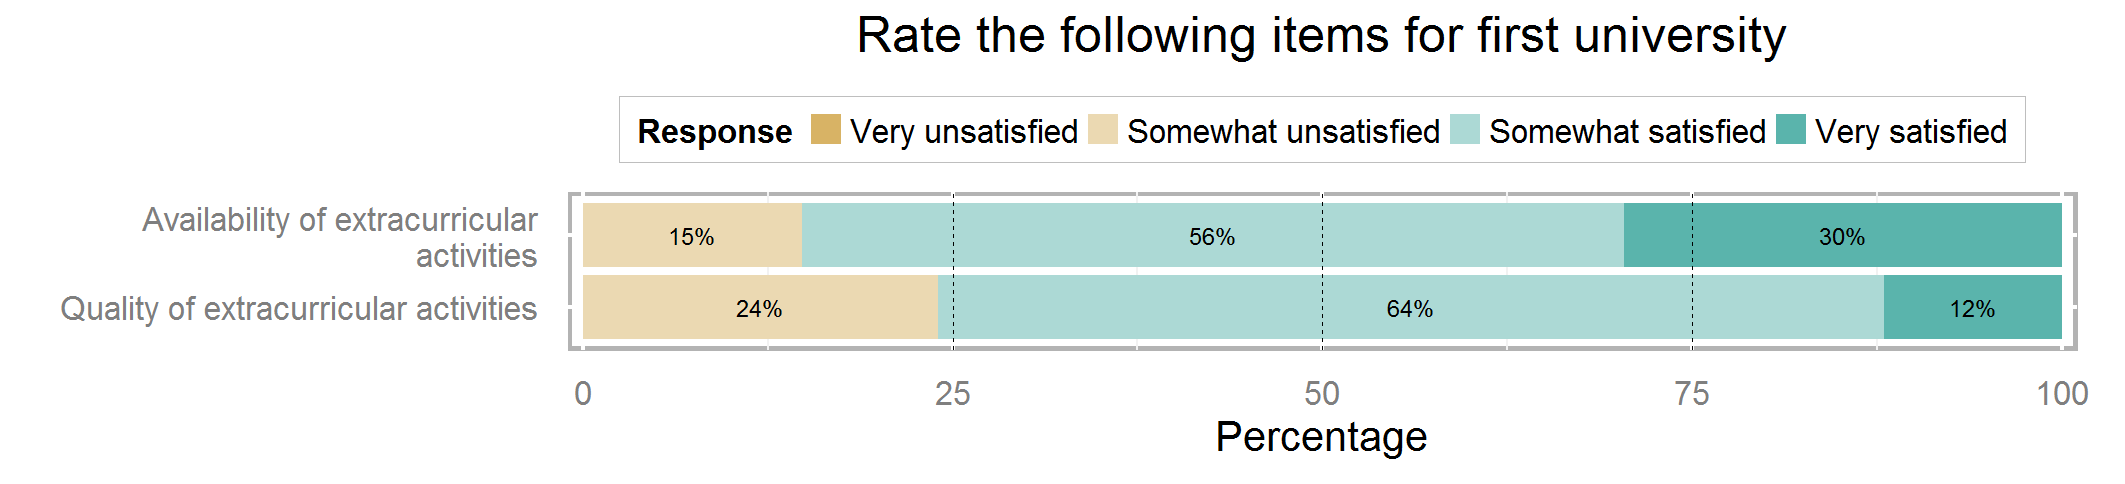 Rate the following items for first university
Response Very unsatisfied Somewhat unsatisfied Somewhat satisfied Very satisfied
Availability of extracurricular
activities
15% 56% 30%
Quality of extracurricular activities
24% 64% 12%
0 25 50 75 100
Percentage